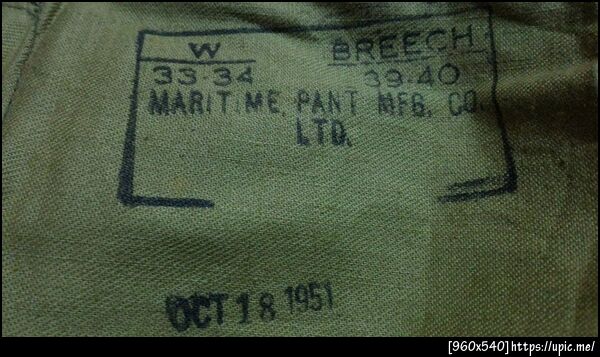 W BREECH
33-34 39-40
MARITIME PANT MFG. CO.
LTD.
OCT 18 1951
[960x540]https://upic.me/